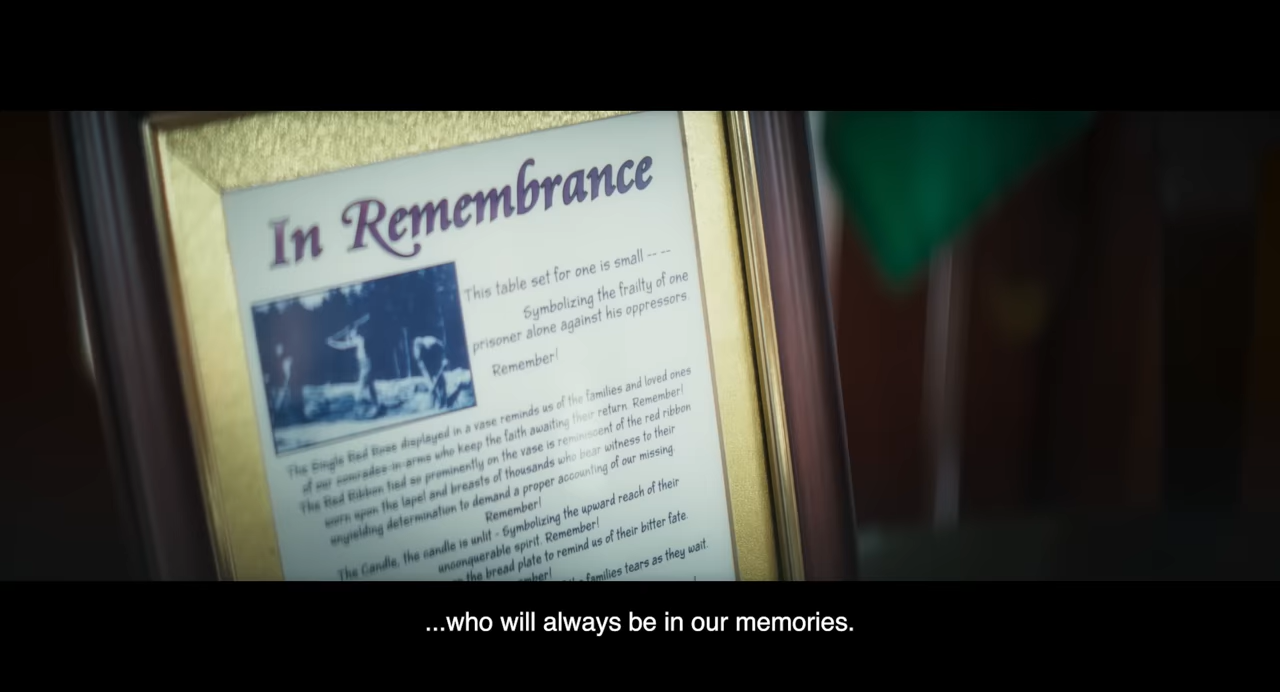 In Remembrance
This table set for one is small -- --
Symbolizing the frailty of one
prisoner alone against his oppressors.
Remember!
The Single Red Rose displayed in a vase reminds us of the families and loved ones
of our comrades-in-arms who keep the faith awaiting their return. Remember!
The Red Ribbon tied so prominently on the vase is reminiscent of the red ribbon
worn upon the lapel and breasts of thousands who bear witness to their
unyielding determination to demand a proper accounting of our missing.
Remember!
The Candle, the candle is unlit - Symbolizing the upward reach of their
unconquerable spirit. Remember!
the bread plate to remind us of their bitter fate.
families tears as they wait.
...who will always be in our memories.